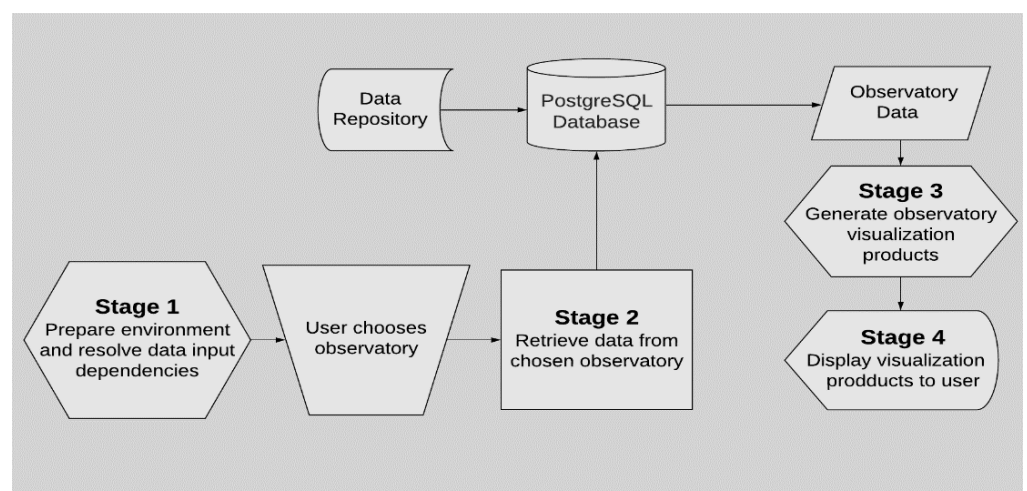 Data
Repository
PostgreSQL
Database
Observatory
Data
Stage 3
Generate observatory
visualization
products
Stage 1
Prepare environment
and resolve data input
dependencies
User chooses
observatory
Stage 2
Retrieve data from
chosen observatory
Stage 4
Display visualization
prodducts to user